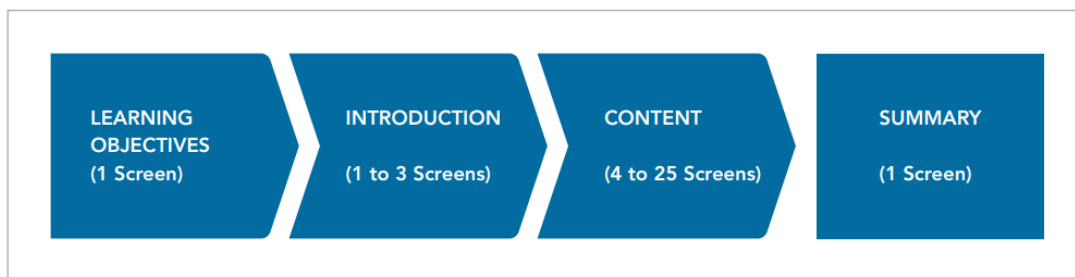 LEARNING
OBJECTIVES
(1 Screen)
INTRODUCTION
(1 to 3 Screens)
CONTENT
(4 to 25 Screens)
SUMMARY
(1 Screen)